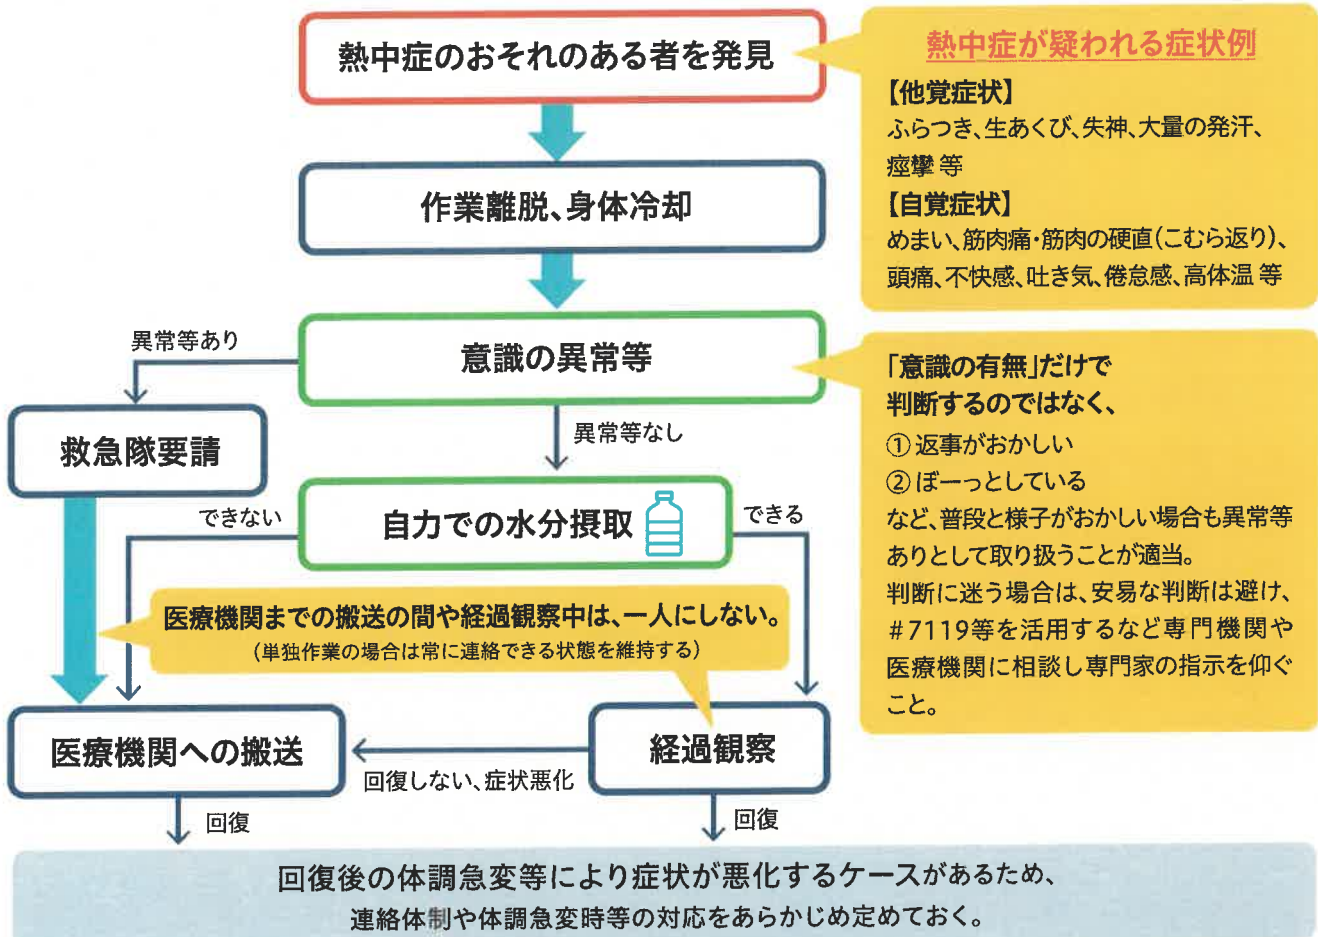 熱中症のおそれのある者を発見
熱中症が疑われる症状例
【他覚症状】
ふらつき、生あくび、失神、大量の発汗、
痙攣 等
【自覚症状】
めまい、筋肉痛・筋肉の硬直(こむら返り)、
頭痛、不快感、吐き気、倦怠感、高体温 等
作業離脱、身体冷却
意識の異常等
異常等あり
異常等なし
「意識の有無」だけで
判断するのではなく、
① 返事がおかしい
② ぼーっとしている
など、普段と様子がおかしい場合も異常等
ありとして取り扱うことが適当。
判断に迷う場合は、安易な判断は避け、
#7119等を活用するなど専門機関や
医療機関に相談し専門家の指示を仰ぐ
こと。
救急隊要請
自力での水分摂取
できない
できる
医療機関までの搬送の間や経過観察中は、一人にしない。
(単独作業の場合は常に連絡できる状態を維持する)
医療機関への搬送
経過観察
回復しない、症状悪化
回復
回復
回復後の体調急変等により症状が悪化するケースがあるため、
連絡体制や体調急変時等の対応をあらかじめ定めておく。